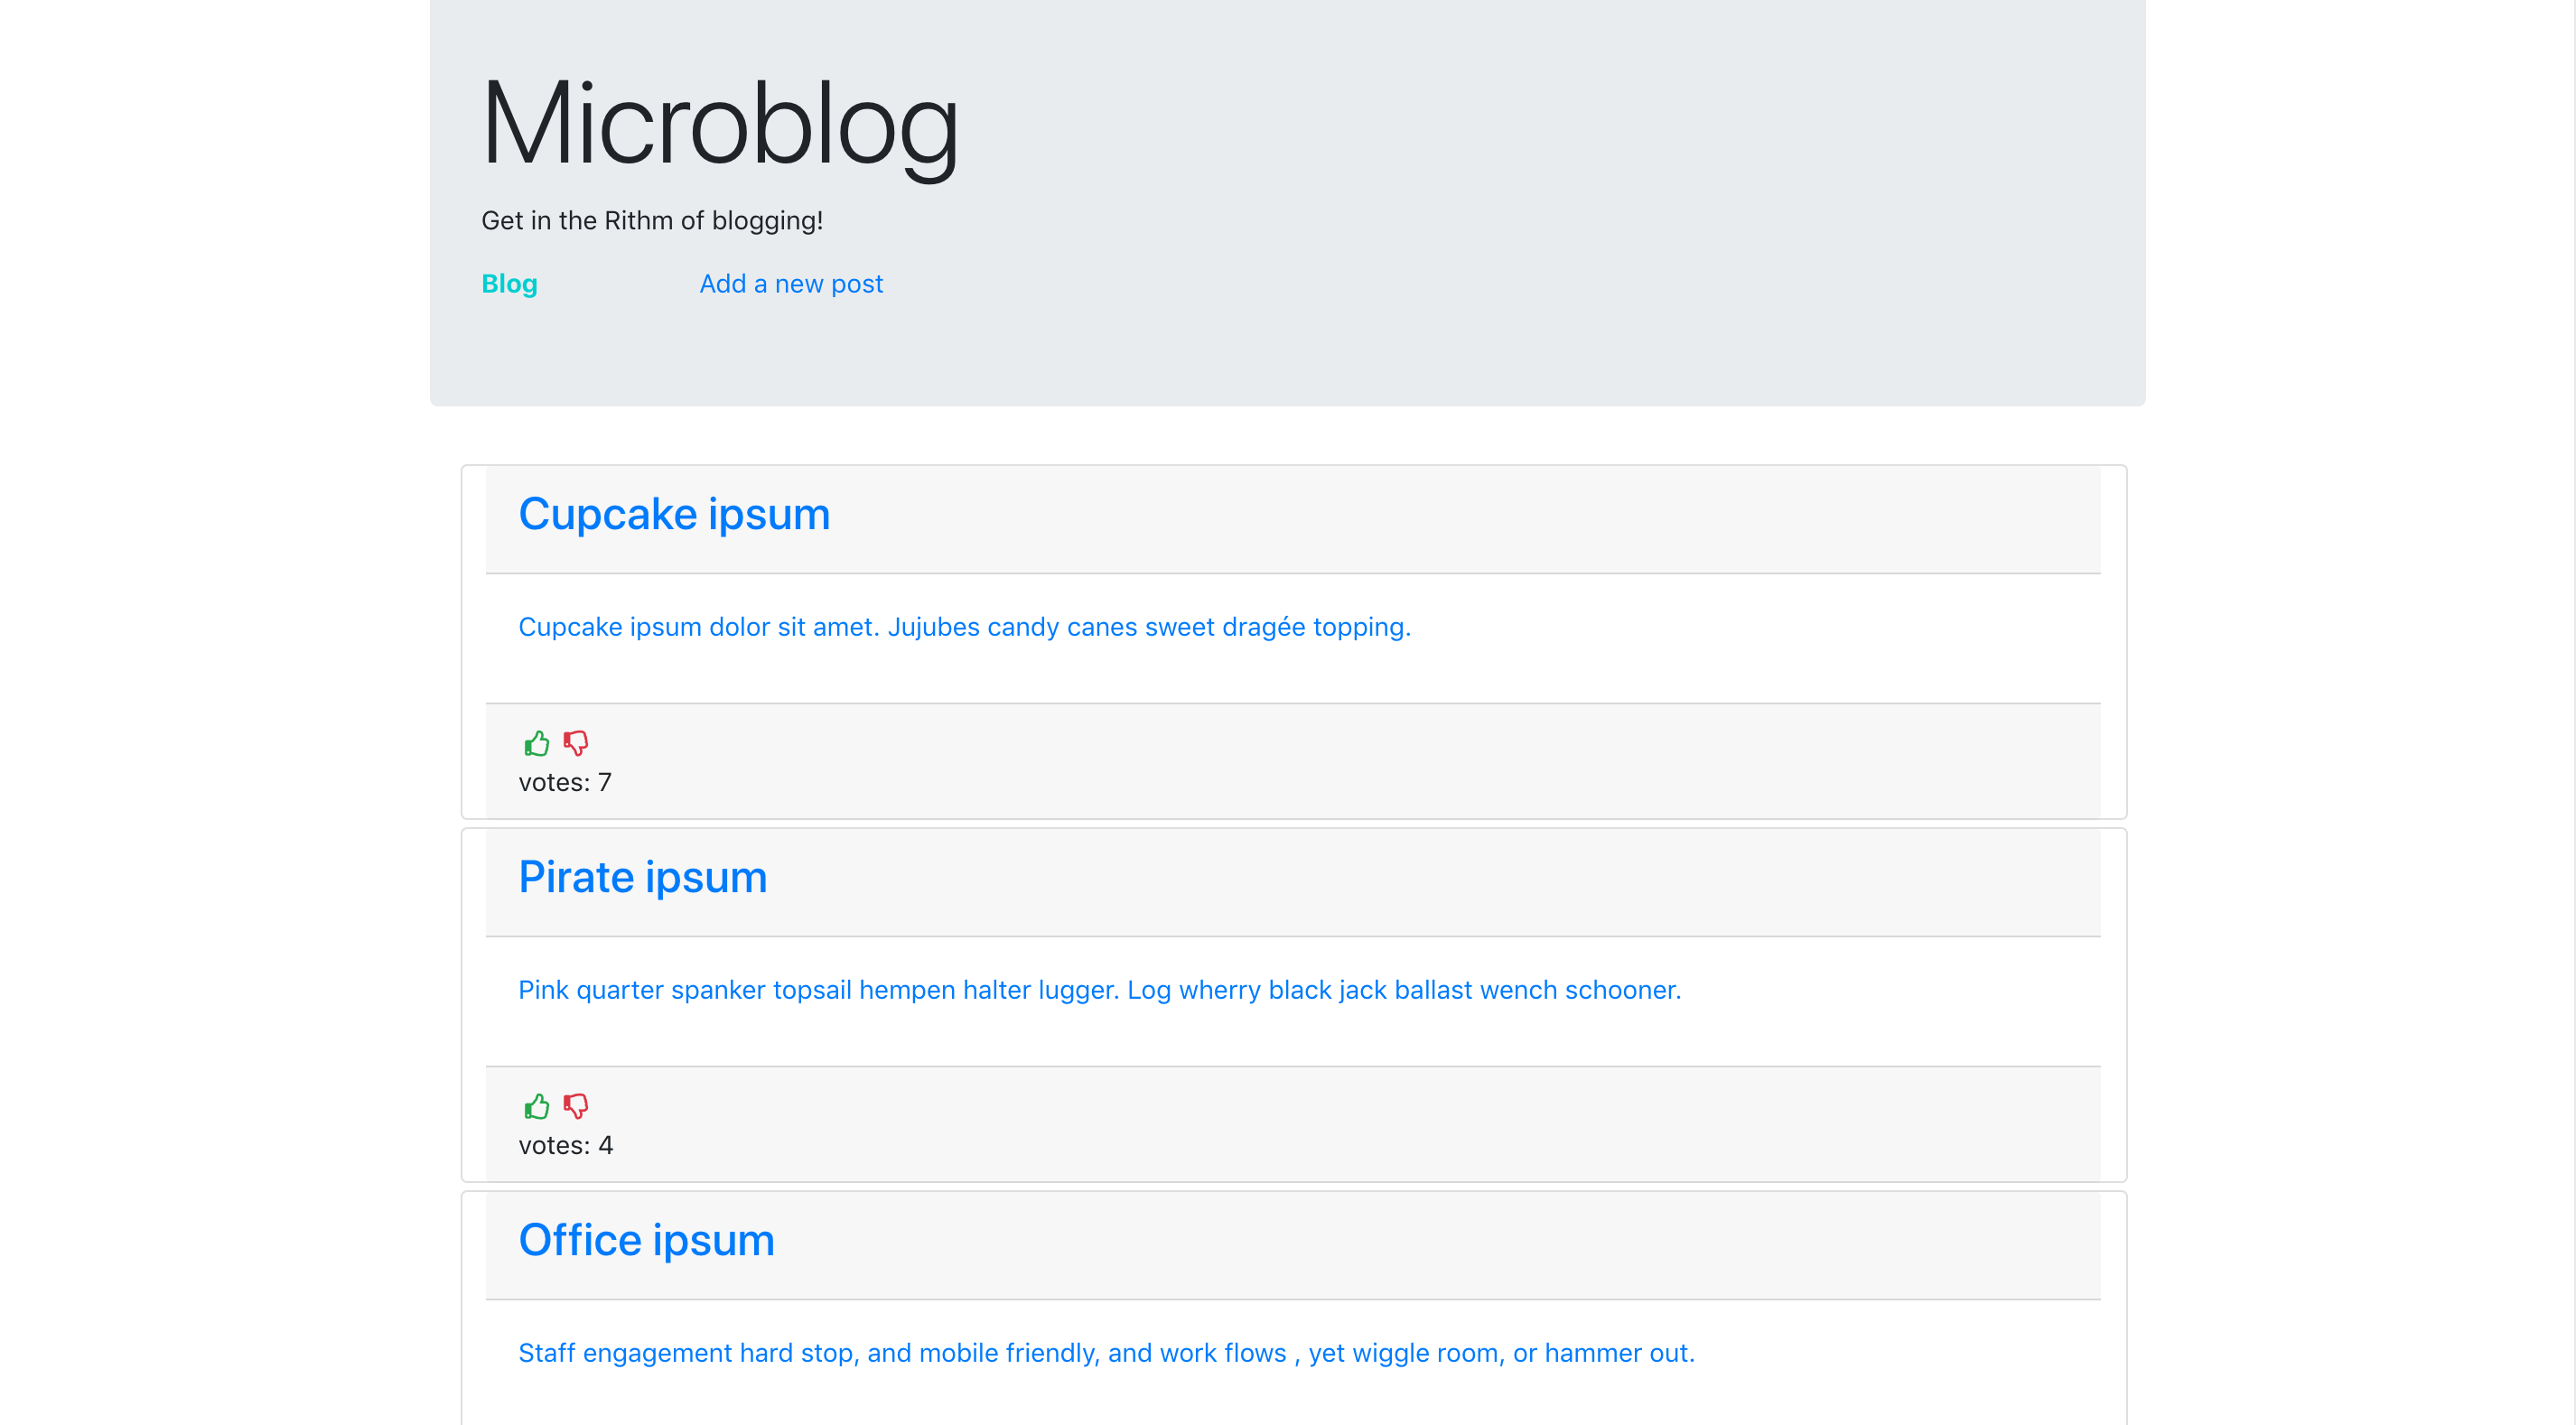 Microblog
Get in the Rithm of blogging!
Blog
Add a new post
Cupcake ipsum
Cupcake ipsum dolor sit amet. Jujubes candy canes sweet dragée topping.
votes: 7
Pirate ipsum
Pink quarter spanker topsail hempen halter lugger. Log wherry black jack ballast wench schooner.
votes: 4
Office ipsum
Staff engagement hard stop, and mobile friendly, and work flows , yet wiggle room, or hammer out.